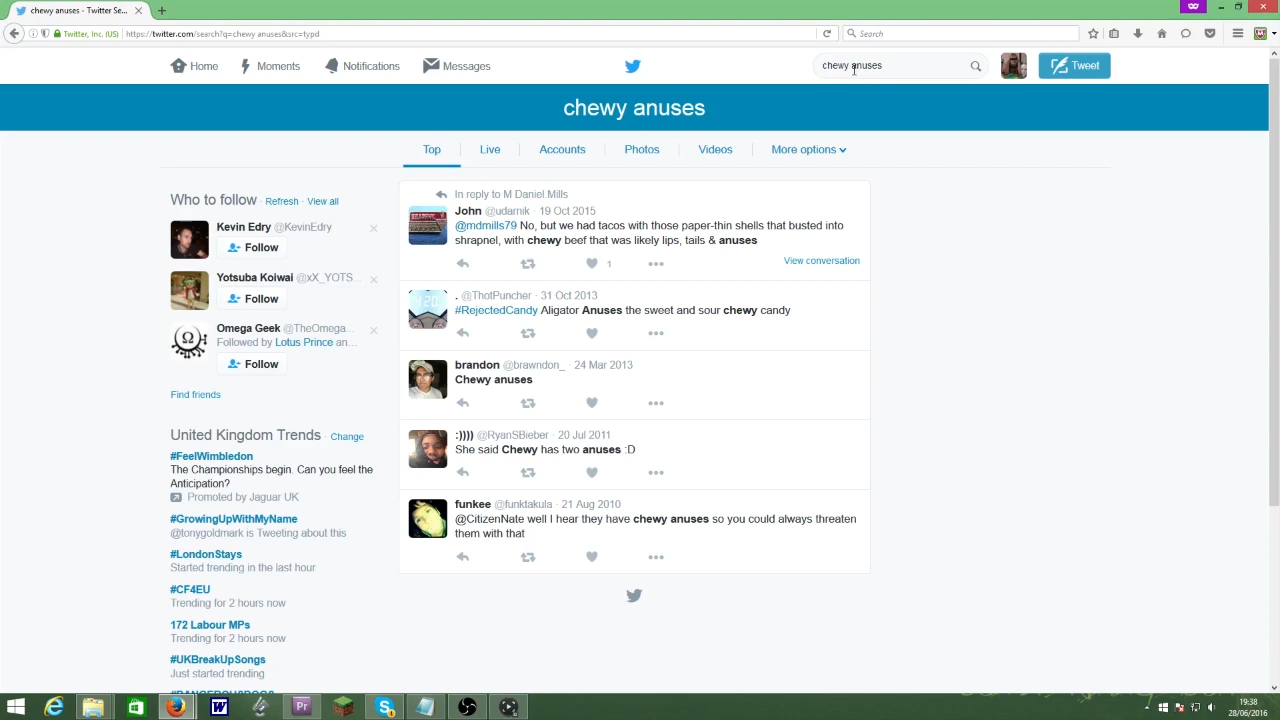 chewy anuses - Twitter Se...
Twitter, Inc. (US)
https://twitter.com/search?q=chewy anuses&src=typd
Search
Home
Moments
Notifications
Messages
chewy anuses
Tweet
chewy anuses
Top
Live
Accounts
Photos
Videos
More options
Who to follow · Refresh · View all
Kevin Edry @KevinEdry
Follow
Yotsuba Koiwai @xX_YOTS...
Follow
Omega Geek @TheOmega...
Followed by Lotus Prince an...
Follow
Find friends
United Kingdom Trends · Change
#FeelWimbledon
The Championships begin. Can you feel the
Anticipation?
Promoted by Jaguar UK
#GrowingUpWithMyName
@tonygoldmark is Tweeting about this
#LondonStays
Started trending in the last hour
#CF4EU
Trending for 2 hours now
172 Labour MPs
Trending for 2 hours now
#UKBreakUpSongs
Just started trending
In reply to M Daniel.Mills
John @udarnik · 19 Oct 2015
@mdmills79 No, but we had tacos with those paper-thin shells that busted into
shrapnel, with chewy beef that was likely lips, tails & anuses
1
View conversation
. @ThotPuncher · 31 Oct 2013
#RejectedCandy Aligator Anuses the sweet and sour chewy candy
brandon @brawndon_ · 24 Mar 2013
Chewy anuses
:)))) @RyanSBieber · 20 Jul 2011
She said Chewy has two anuses :D
funkee @funktakula · 21 Aug 2010
@CitizenNate well I hear they have chewy anuses so you could always threaten
them with that
19:38
28/06/2016